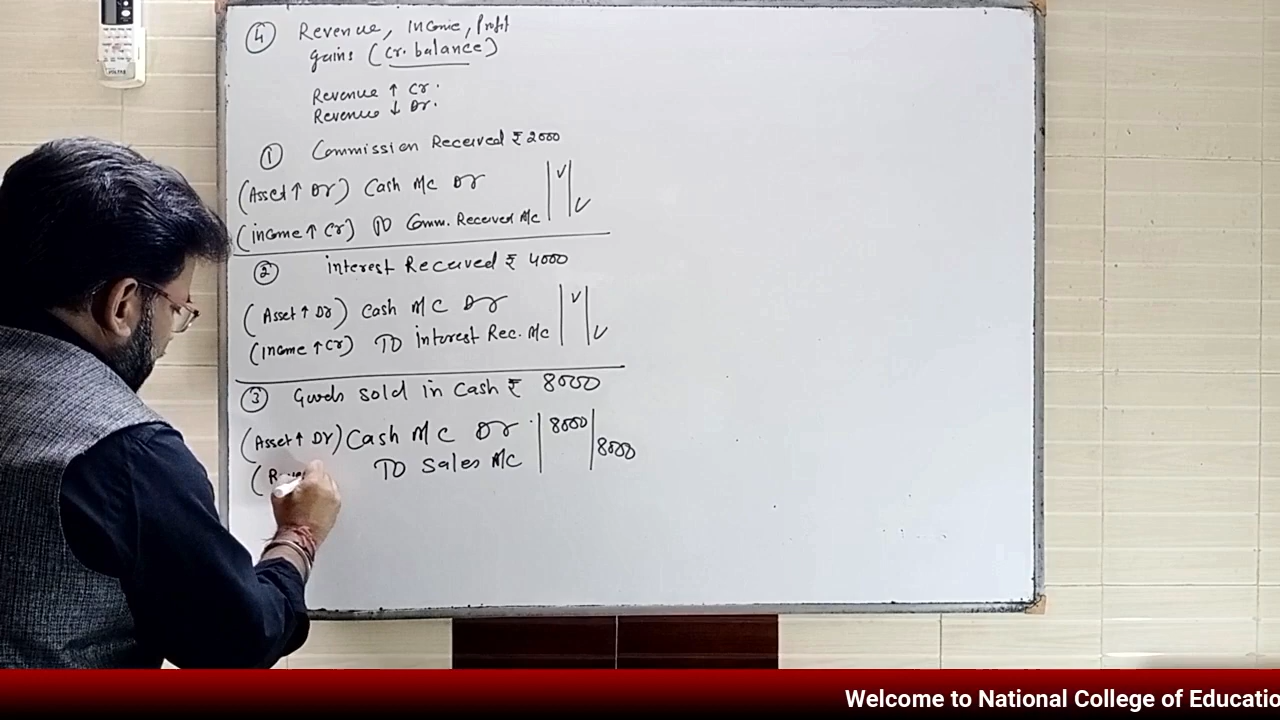 ④ Revenue, Income, Profit
gains (Cr. balance)
Revenue ↑ Cr.
Revenue ↓ Dr.
① Commission Received ₹ 2000
(Asset ↑ Dr) Cash A/c Dr
(income ↑ Cr) To Comm. Received A/c
② interest Received ₹ 4000
(Asset ↑ Dr) Cash A/c Dr
(income ↑ Cr) To interest Rec. A/c
③ Goods sold in cash ₹ 8000
(Asset ↑ Dr) Cash A/c Dr. 8000
(Reve To Sales A/c 8000
Welcome to National College of Educatio